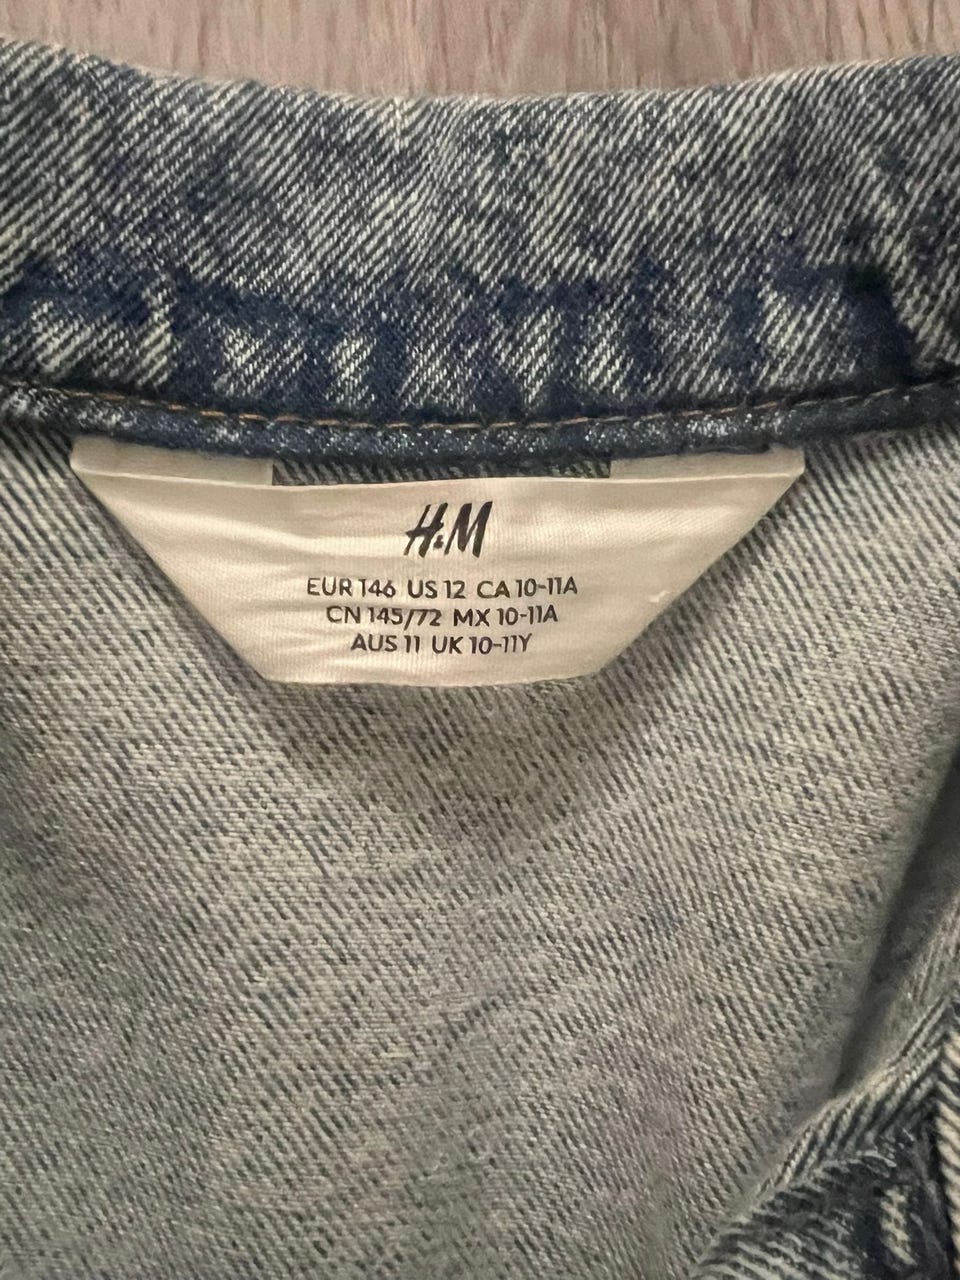 H&M
EUR 146 US 12 CA 10-11A
CN 145/72 MX 10-11A
AUS 11 UK 10-11Y